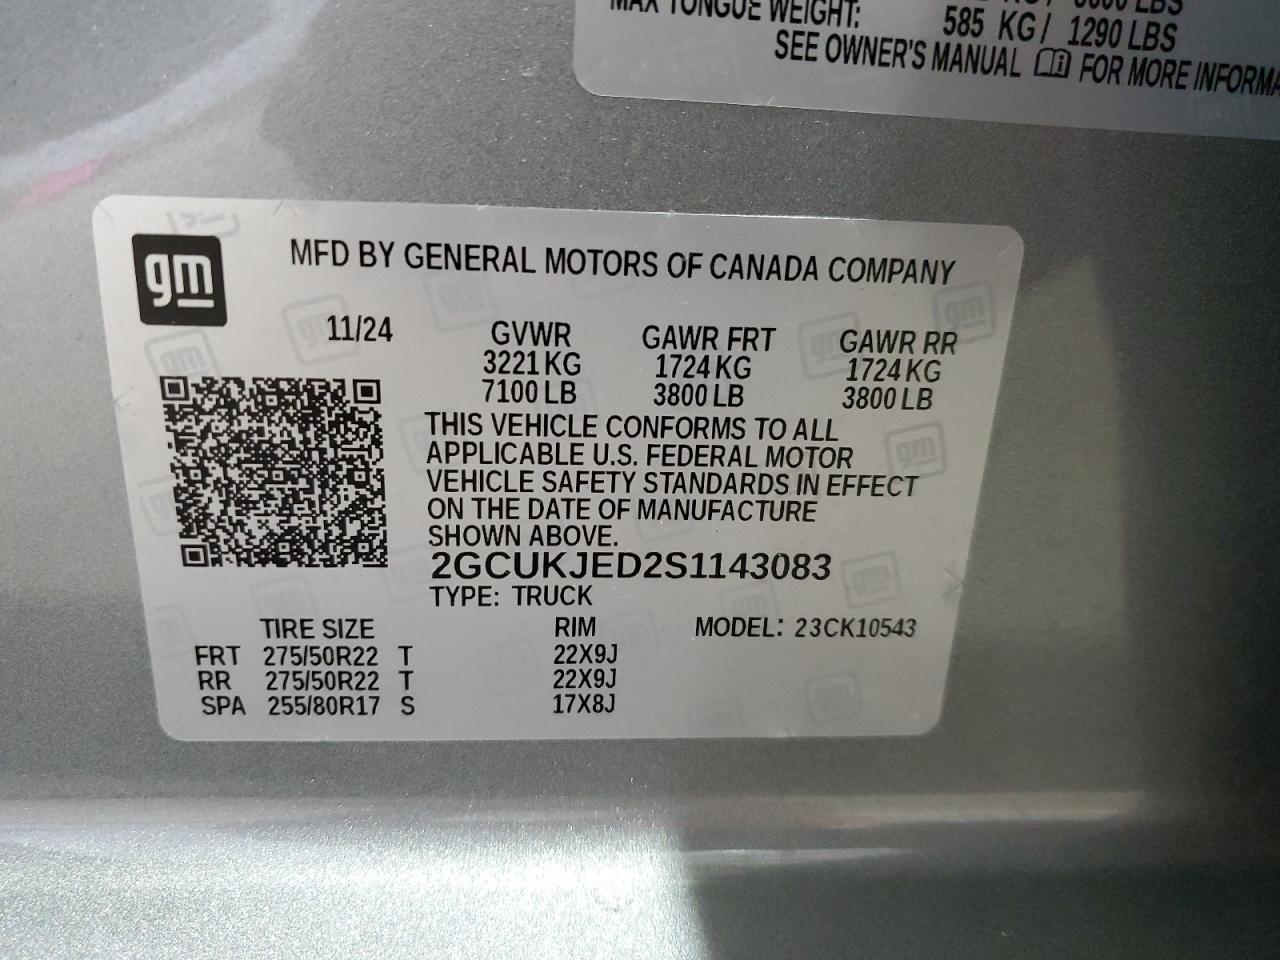 MAX TONGUE WEIGHT:
585 KG/ 1290 LBS
SEE OWNER'S MANUAL FOR MORE
gm
MFD BY GENERAL MOTORS OF CANADA COMPANY
11/24 GVWR GAWR FRT GAWR RR
3221 KG 1724 KG 1724 KG
7100 LB 3800 LB 3800 LB
THIS VEHICLE CONFORMS TO ALL
APPLICABLE U.S. FEDERAL MOTOR
VEHICLE SAFETY STANDARDS IN EFFECT
ON THE DATE OF MANUFACTURE
SHOWN ABOVE.
2GCUKJED2S1143083
TYPE: TRUCK
TIRE SIZE RIM MODEL: 23CK10543
FRT 275/50R22 T 22X9J
RR 275/50R22 T 22X9J
SPA 255/80R17 S 17X8J